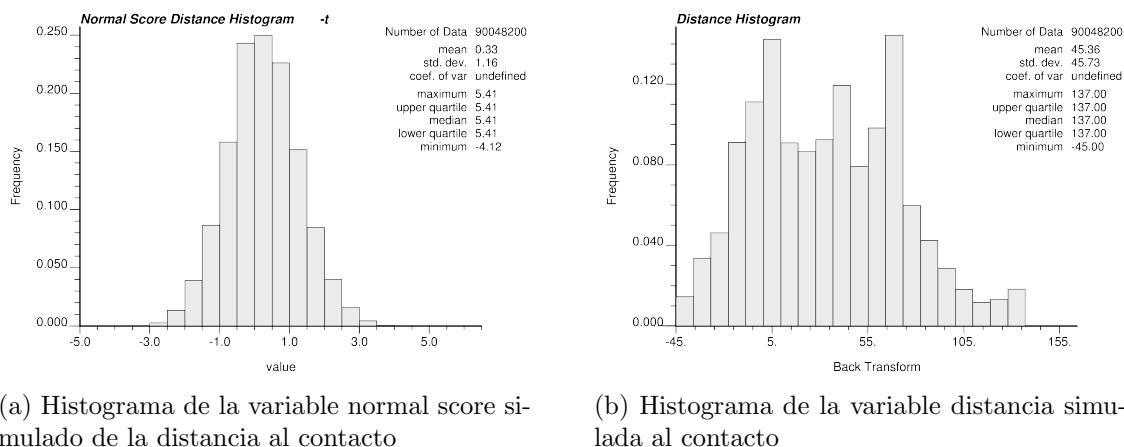 Normal Score Distance Histogram -t
Number of Data 90048200
mean 0.33
std. dev. 1.16
coef. of var undefined
maximum 5.41
upper quartile 5.41
median 5.41
lower quartile 5.41
minimum -4.12
Frequency
0.250
0.200
0.150
0.100
0.050
0.000
-5.0 -3.0 -1.0 1.0 3.0 5.0
value
(a) Histograma de la variable normal score si-
mulado de la distancia al contacto
Distance Histogram
Number of Data 90048200
mean 45.36
std. dev. 45.73
coef. of var undefined
maximum 137.00
upper quartile 137.00
median 137.00
lower quartile 137.00
minimum -45.00
Frequency
0.120
0.080
0.040
0.000
-45. 5. 55. 105. 155.
Back Transform
(b) Histograma de la variable distancia simu-
lada al contacto